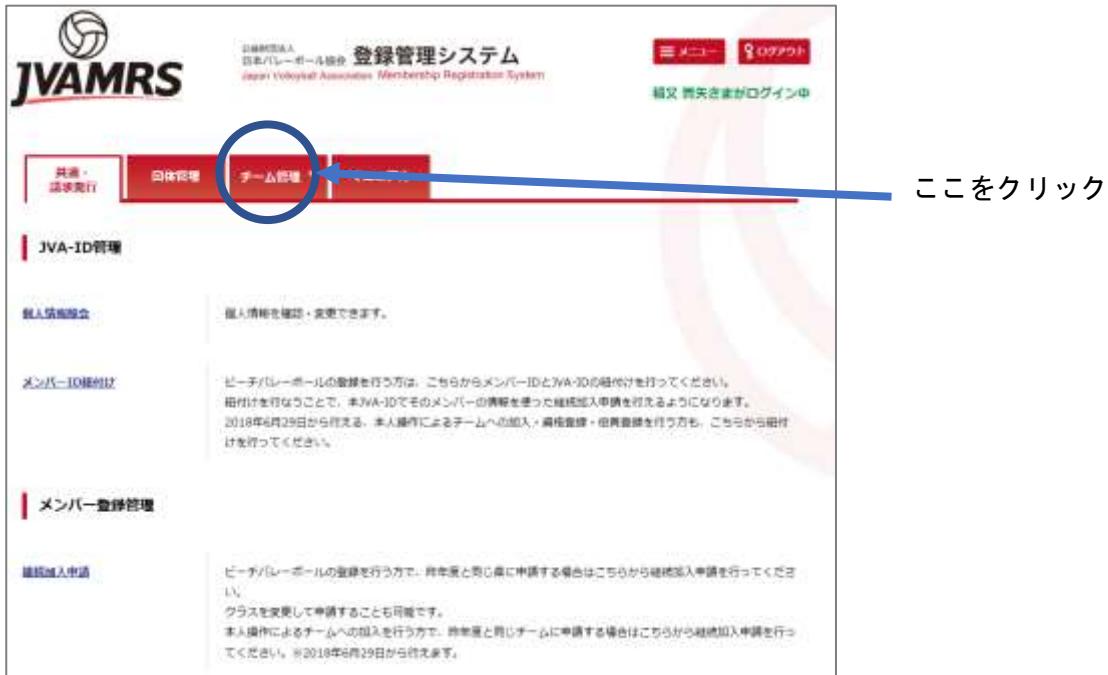 JVAMRS
公益財団法人
日本バレーボール協会 登録管理システム
Japan Volleyball Association Membership Registration System
メニュー
ログアウト
さまがログイン中
共通・
請求発行
団体管理
チーム管理
ここをクリック
JVA-ID管理
個人情報照会
個人情報を確認・変更できます。
メンバーID紐付け
ビーチバレーボールの登録を行う方は、こちらからメンバーIDとJVA-IDの紐付けを行ってください。
紐付けを行なうことで、本JVA-IDでそのメンバーの情報を使った継続加入申請を行えるようになります。
2018年6月29日から行える、本人操作によるチームへの加入・資格登録・役員登録を行う方も、こちらから紐付
けを行ってください。
メンバー登録管理
継続加入申請
ビーチバレーボールの登録を行う方で、昨年度と同じ県に申請する場合はこちらから継続加入申請を行ってくださ
い。
クラスを変更して申請することも可能です。
本人操作によるチームへの加入を行う方で、昨年度と同じチームに申請する場合はこちらから継続加入申請を行っ
てください。※2018年6月29日から行えます。